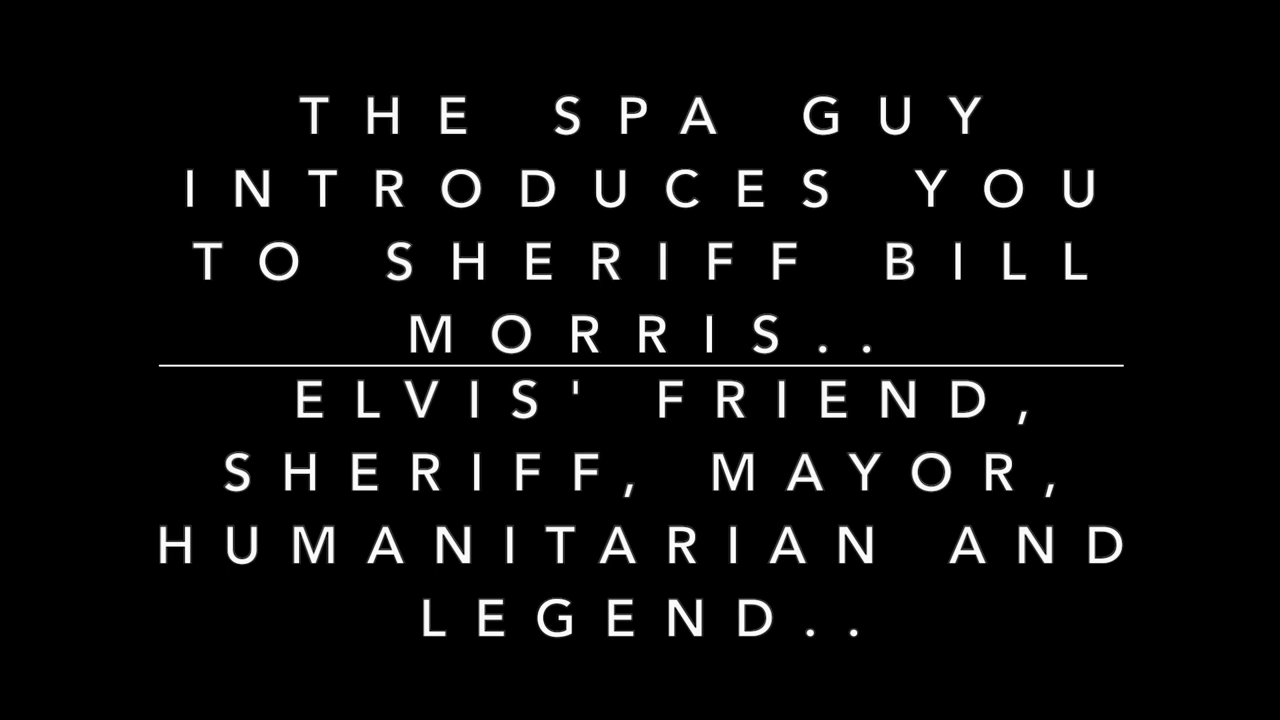 THE SPA GUY
INTRODUCES YOU
TO SHERIFF BILL
MORRIS..
ELVIS' FRIEND,
SHERIFF, MAYOR,
HUMANITARIAN AND
LEGEND..